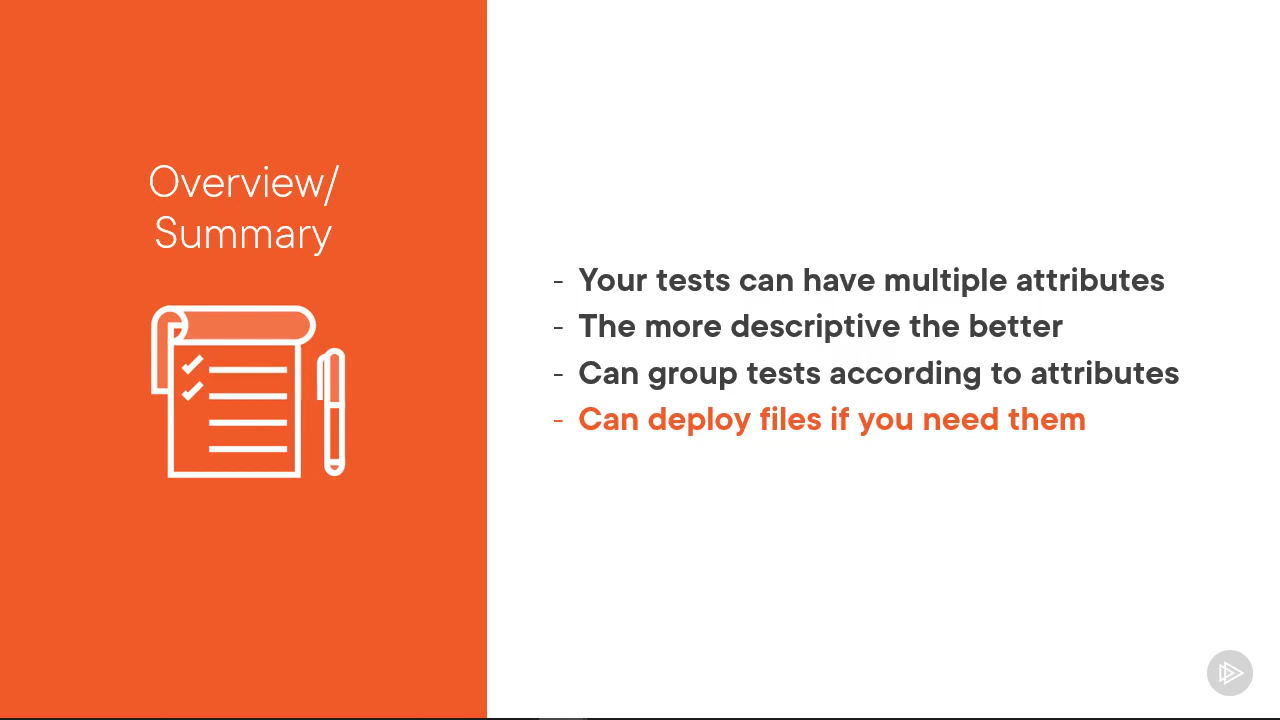 Overview/
Summary
- Your tests can have multiple attributes
- The more descriptive the better
- Can group tests according to attributes
- Can deploy files if you need them